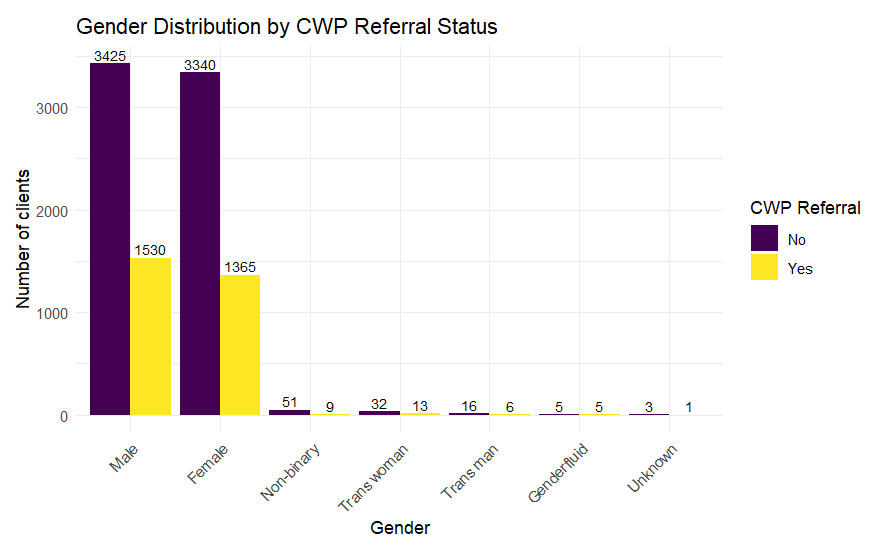 Gender Distribution by CWP Referral Status
Number of clients
3000
2000
1000
0
3425
1530
3340
1365
51
9
32
13
16
6
5
5
3
1
Male
Female
Non-binary
Trans woman
Trans man
Genderfluid
Unknown
Gender
CWP Referral
No
Yes